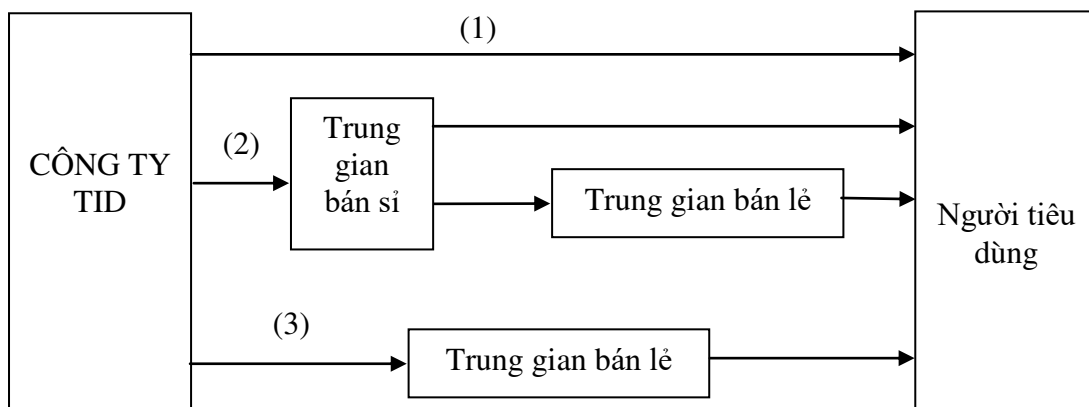 (1)
CÔNG TY
TID
(2)
Trung
gian
bán sỉ
Trung gian bán lẻ
Người tiêu
dùng
(3)
Trung gian bán lẻ